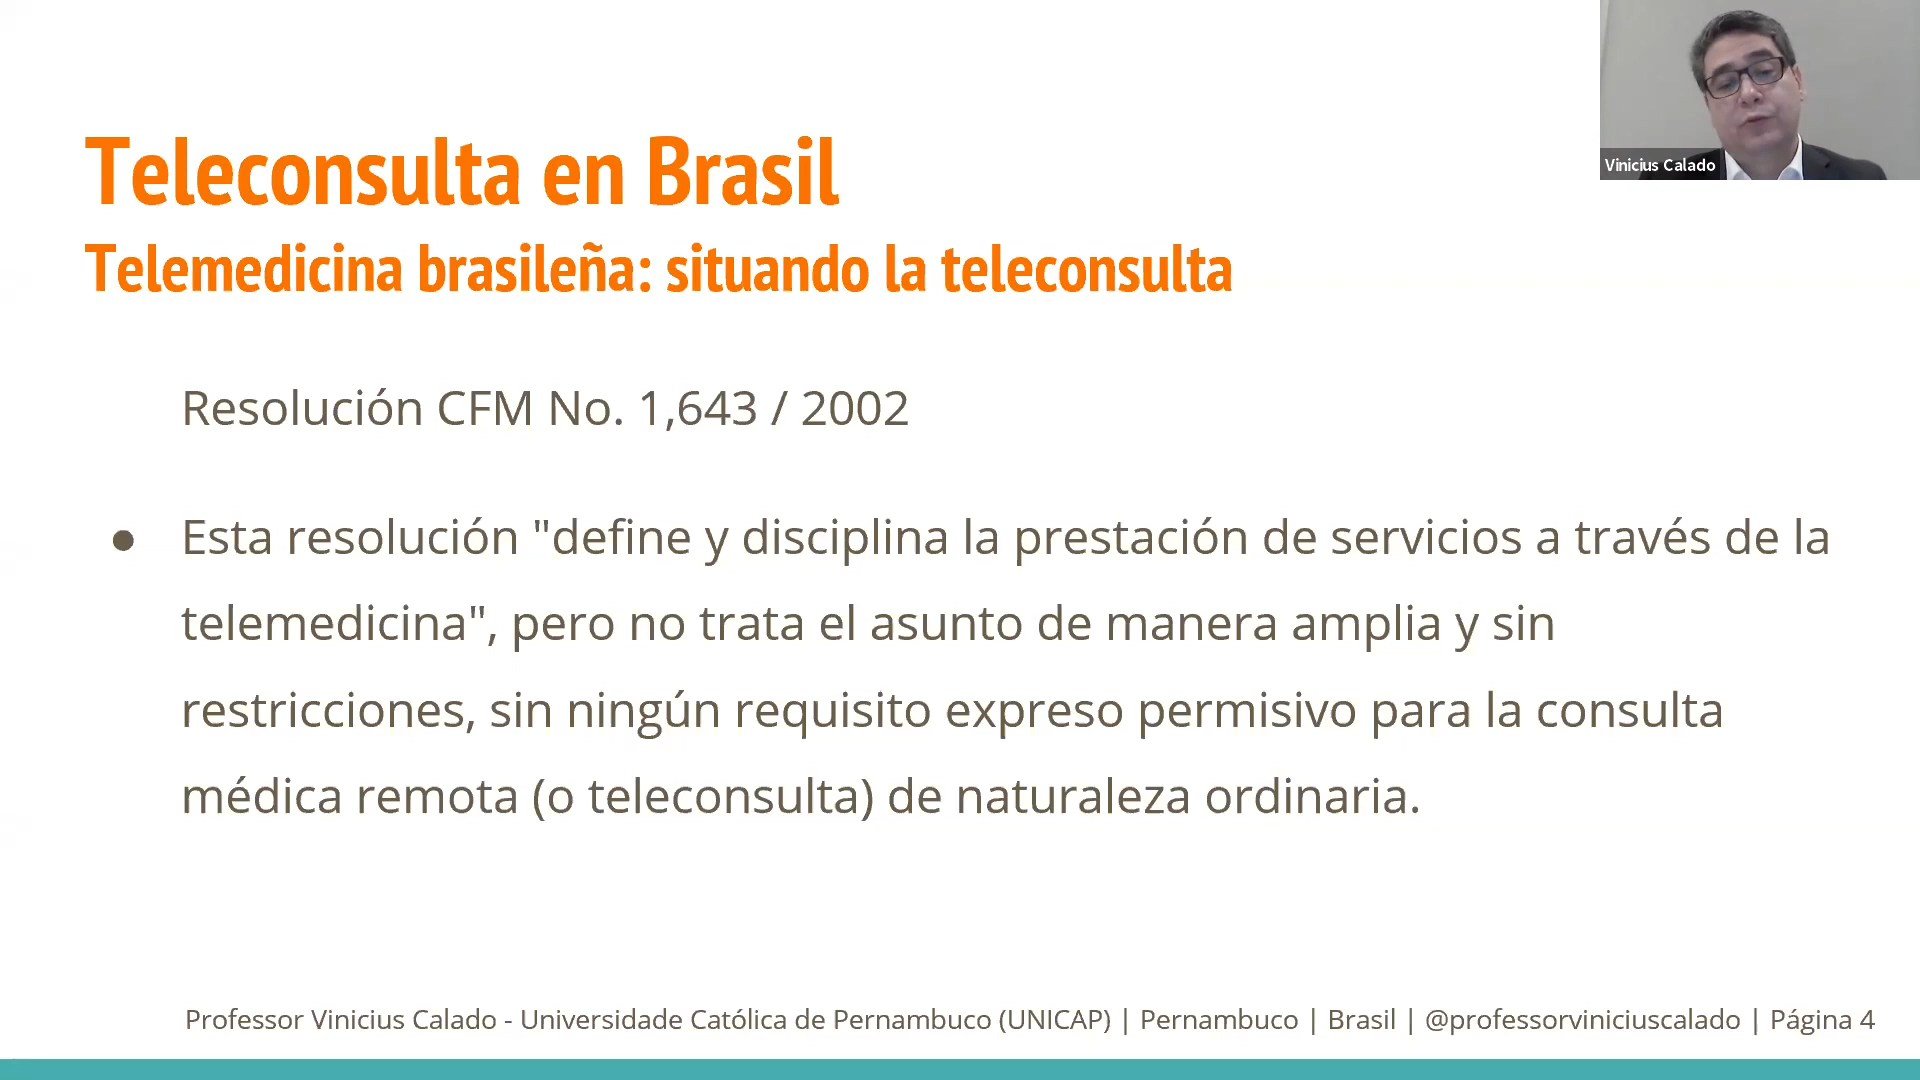 Vinicius Calado
Teleconsulta en Brasil
Telemedicina brasileña: situando la teleconsulta
Resolución CFM No. 1,643 / 2002
● Esta resolución "define y disciplina la prestación de servicios a través de la
telemedicina", pero no trata el asunto de manera amplia y sin
restricciones, sin ningún requisito expreso permisivo para la consulta
médica remota (o teleconsulta) de naturaleza ordinaria.
Professor Vinicius Calado - Universidade Católica de Pernambuco (UNICAP) | Pernambuco | Brasil | @professorviniciuscalado | Página 4